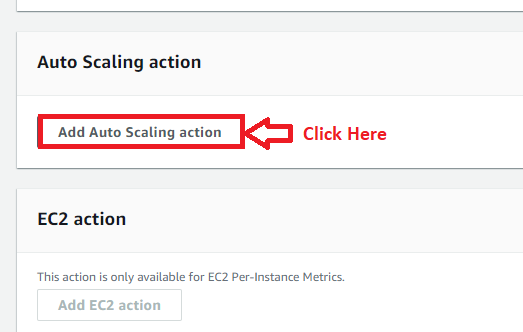 Auto Scaling action
Add Auto Scaling action
Click Here
EC2 action
This action is only available for EC2 Per-Instance Metrics.
Add EC2 action